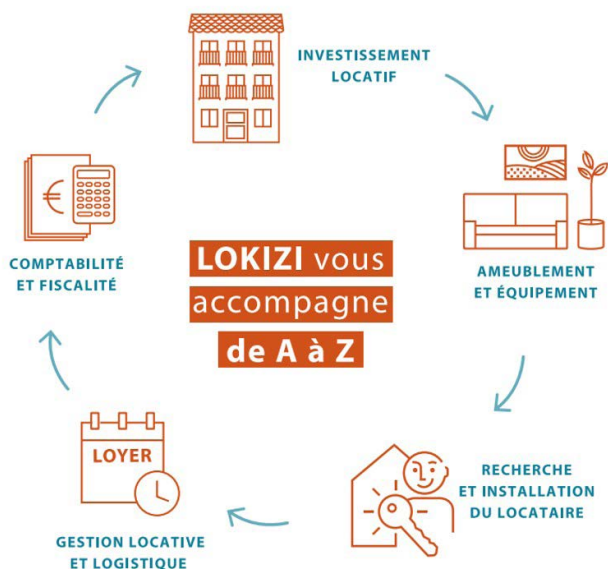 INVESTISSEMENT
LOCATIF
AMEUBLEMENT
ET ÉQUIPEMENT
RECHERCHE
ET INSTALLATION
DU LOCATAIRE
LOYER
GESTION LOCATIVE
ET LOGISTIQUE
€
COMPTABILITÉ
ET FISCALITÉ
LOKIZI vous
accompagne
de A à Z